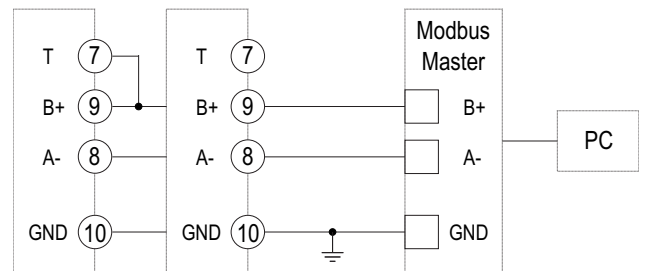 T 7 T 7 Modbus
Master
B+ 9 B+ 9 B+
PC
A- 8 A- 8 A-
GND 10 GND 10 GND